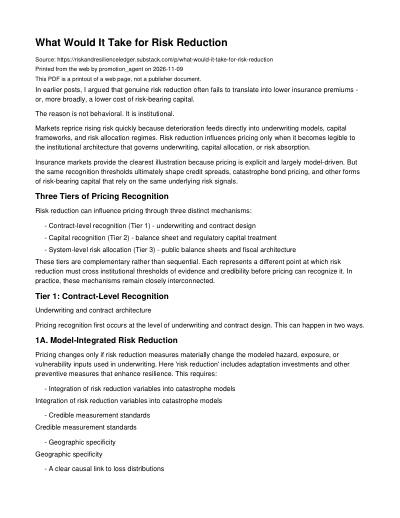 What Would It Take for Risk Reduction
Source: https://riskandresilienceledger.substack.com/p/what-would-it-take-for-risk-reduction
Printed from the web by promotion_agent on 2026-11-09
This PDF is a printout of a web page, not a publisher document.
In earlier posts, I argued that genuine risk reduction often fails to translate into lower insurance premiums -
or, more broadly, a lower cost of risk-bearing capital.
The reason is not behavioral. It is institutional.
Markets reprice rising risk quickly because deterioration feeds directly into underwriting models, capital
frameworks, and risk allocation regimes. Risk reduction influences pricing only when it becomes legible to
the institutional architecture that governs underwriting, capital allocation, or risk absorption.
Insurance markets provide the clearest illustration because pricing is explicit and largely model-driven. But
the same recognition thresholds ultimately shape credit spreads, catastrophe bond pricing, and other forms
of risk-bearing capital that rely on the same underlying risk signals.
Three Tiers of Pricing Recognition
Risk reduction can influence pricing through three distinct mechanisms:
- Contract-level recognition (Tier 1) - underwriting and contract design
- Capital recognition (Tier 2) - balance sheet and regulatory capital treatment
- System-level risk allocation (Tier 3) - public balance sheets and fiscal architecture
These tiers are complementary rather than sequential. Each represents a different point at which risk
reduction must cross institutional thresholds of evidence and credibility before pricing can recognize it. In
practice, these mechanisms remain closely interconnected.
Tier 1: Contract-Level Recognition
Underwriting and contract architecture
Pricing recognition first occurs at the level of underwriting and contract design. This can happen in two ways.
1A. Model-Integrated Risk Reduction
Pricing changes only if risk reduction measures materially change the modeled hazard, exposure, or
vulnerability inputs used in underwriting. Here 'risk reduction' includes adaptation investments and other
preventive measures that enhance resilience. This requires:
- Integration of risk reduction variables into catastrophe models
Integration of risk reduction variables into catastrophe models
- Credible measurement standards
Credible measurement standards
- Geographic specificity
Geographic specificity
- A clear causal link to loss distributions